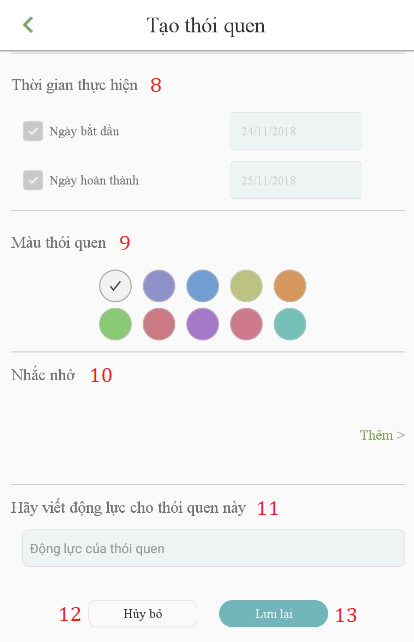 Tạo thói quen
Thời gian thực hiện 8
Ngày bắt đầu 24/11/2018
Ngày hoàn thành 25/11/2018
Màu thói quen 9
Nhắc nhở 10
Thêm >
Hãy viết động lực cho thói quen này 11
Động lực của thói quen
12 Hủy bỏ Lưu lại 13